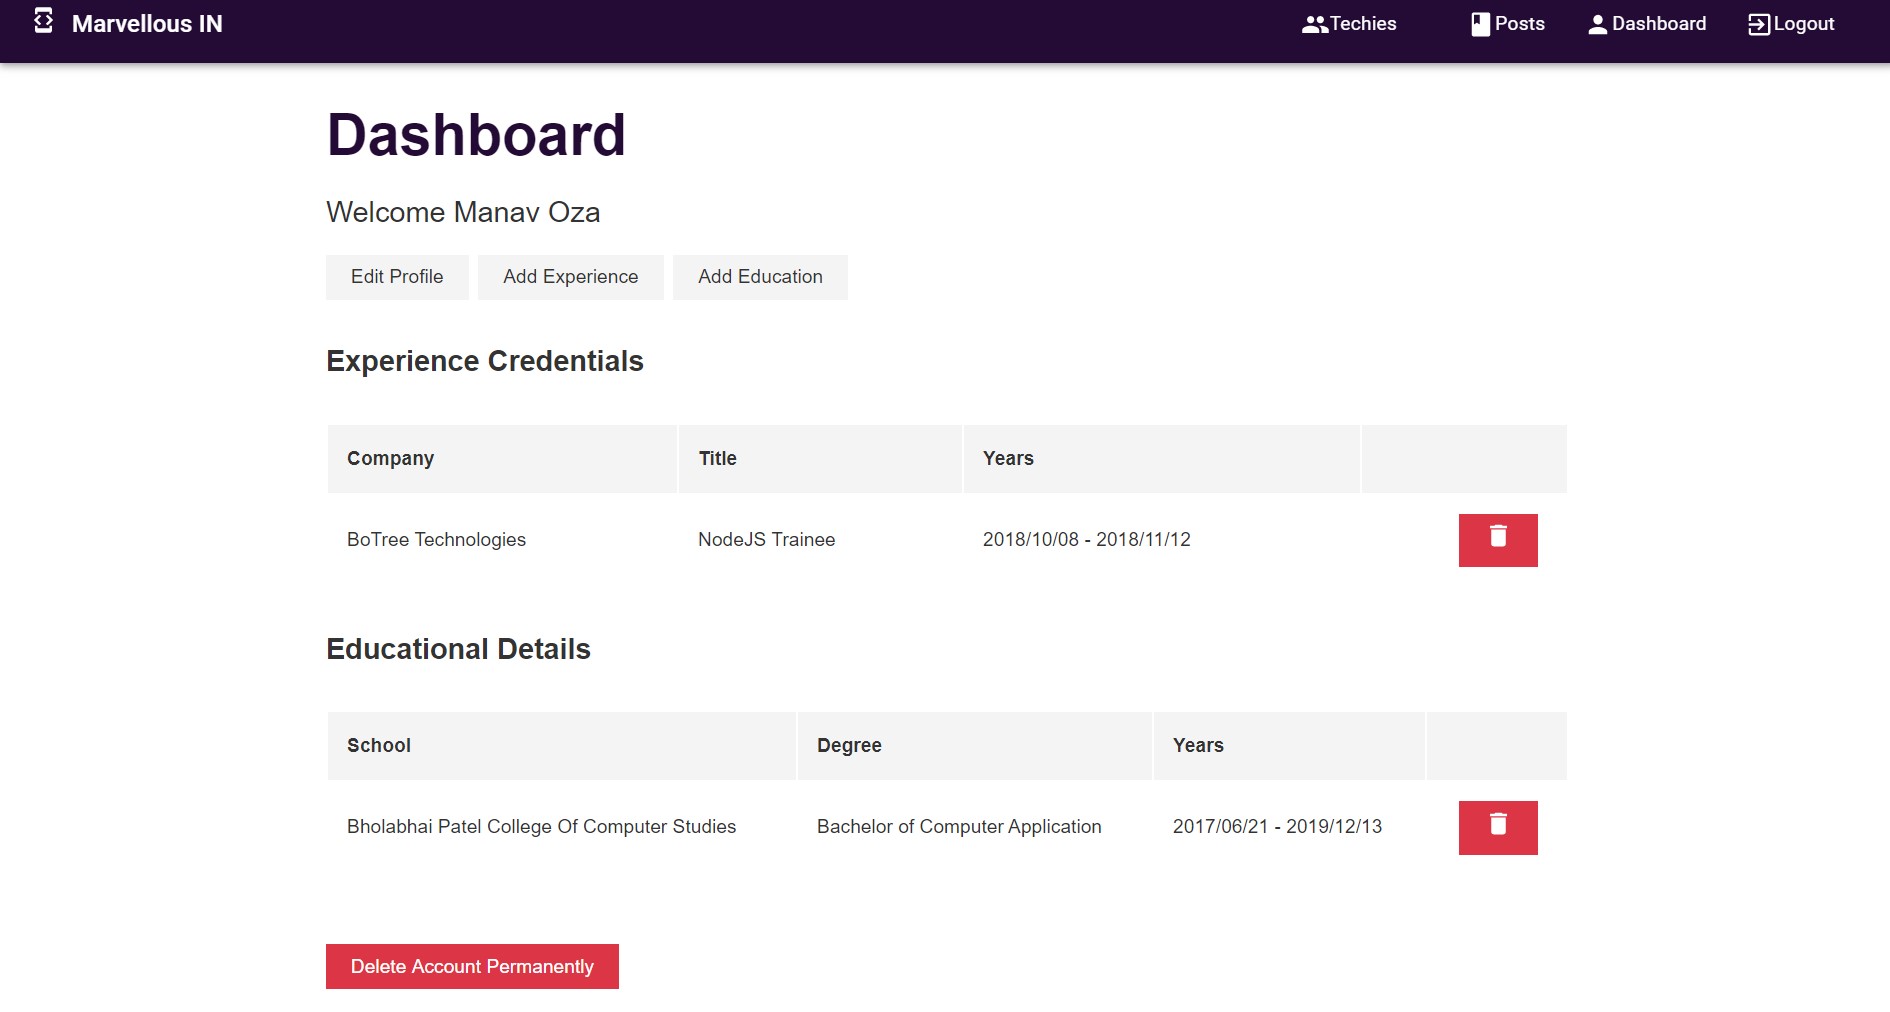 Marvellous IN Techies Posts Dashboard Logout
Dashboard
Welcome Manav Oza
Edit Profile Add Experience Add Education
Experience Credentials
Company Title Years
BoTree Technologies NodeJS Trainee 2018/10/08 - 2018/11/12
Educational Details
School Degree Years
Bholabhai Patel College Of Computer Studies Bachelor of Computer Application 2017/06/21 - 2019/12/13
Delete Account Permanently